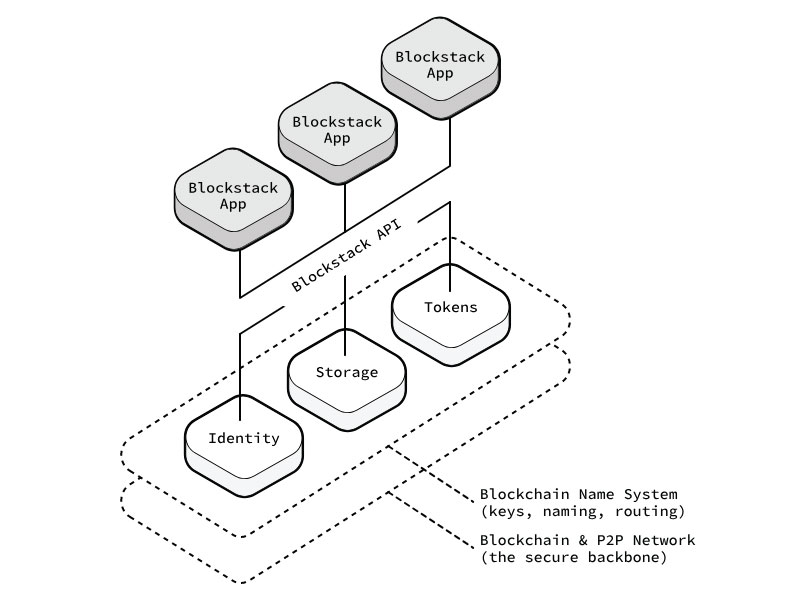 Blockstack
App
Blockstack
App
Blockstack
App
Blockstack API
Tokens
Storage
Identity
Blockchain Name System
(keys, naming, routing)
Blockchain & P2P Network
(the secure backbone)